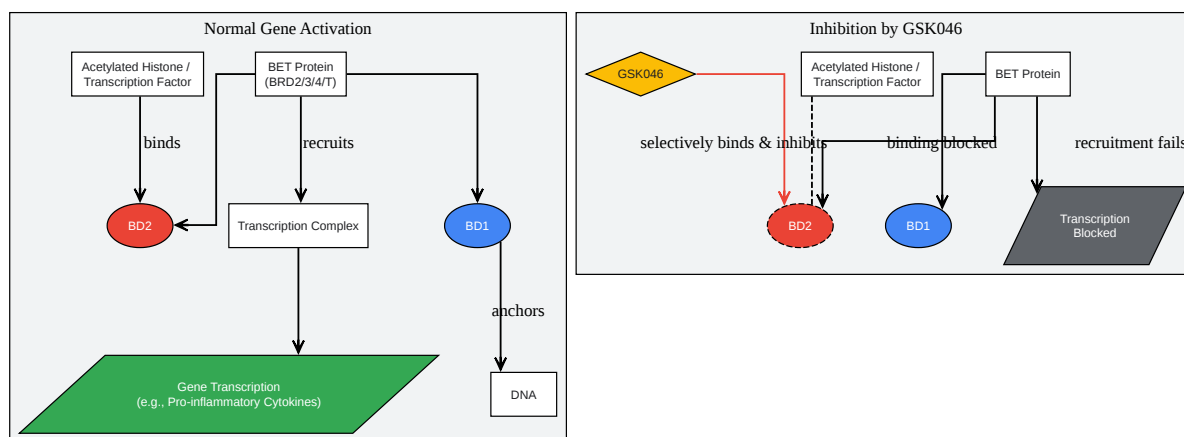 Normal Gene Activation
Acetylated Histone /
Transcription Factor
BET Protein
(BRD2/3/4/T)
binds
recruits
BD2
Transcription Complex
BD1
anchors
Gene Transcription
(e.g., Pro-inflammatory Cytokines)
DNA
Inhibition by GSK046
GSK046
Acetylated Histone /
Transcription Factor
BET Protein
selectively binds & inhibits
binding blocked
recruitment fails
BD2
BD1
Transcription
Blocked